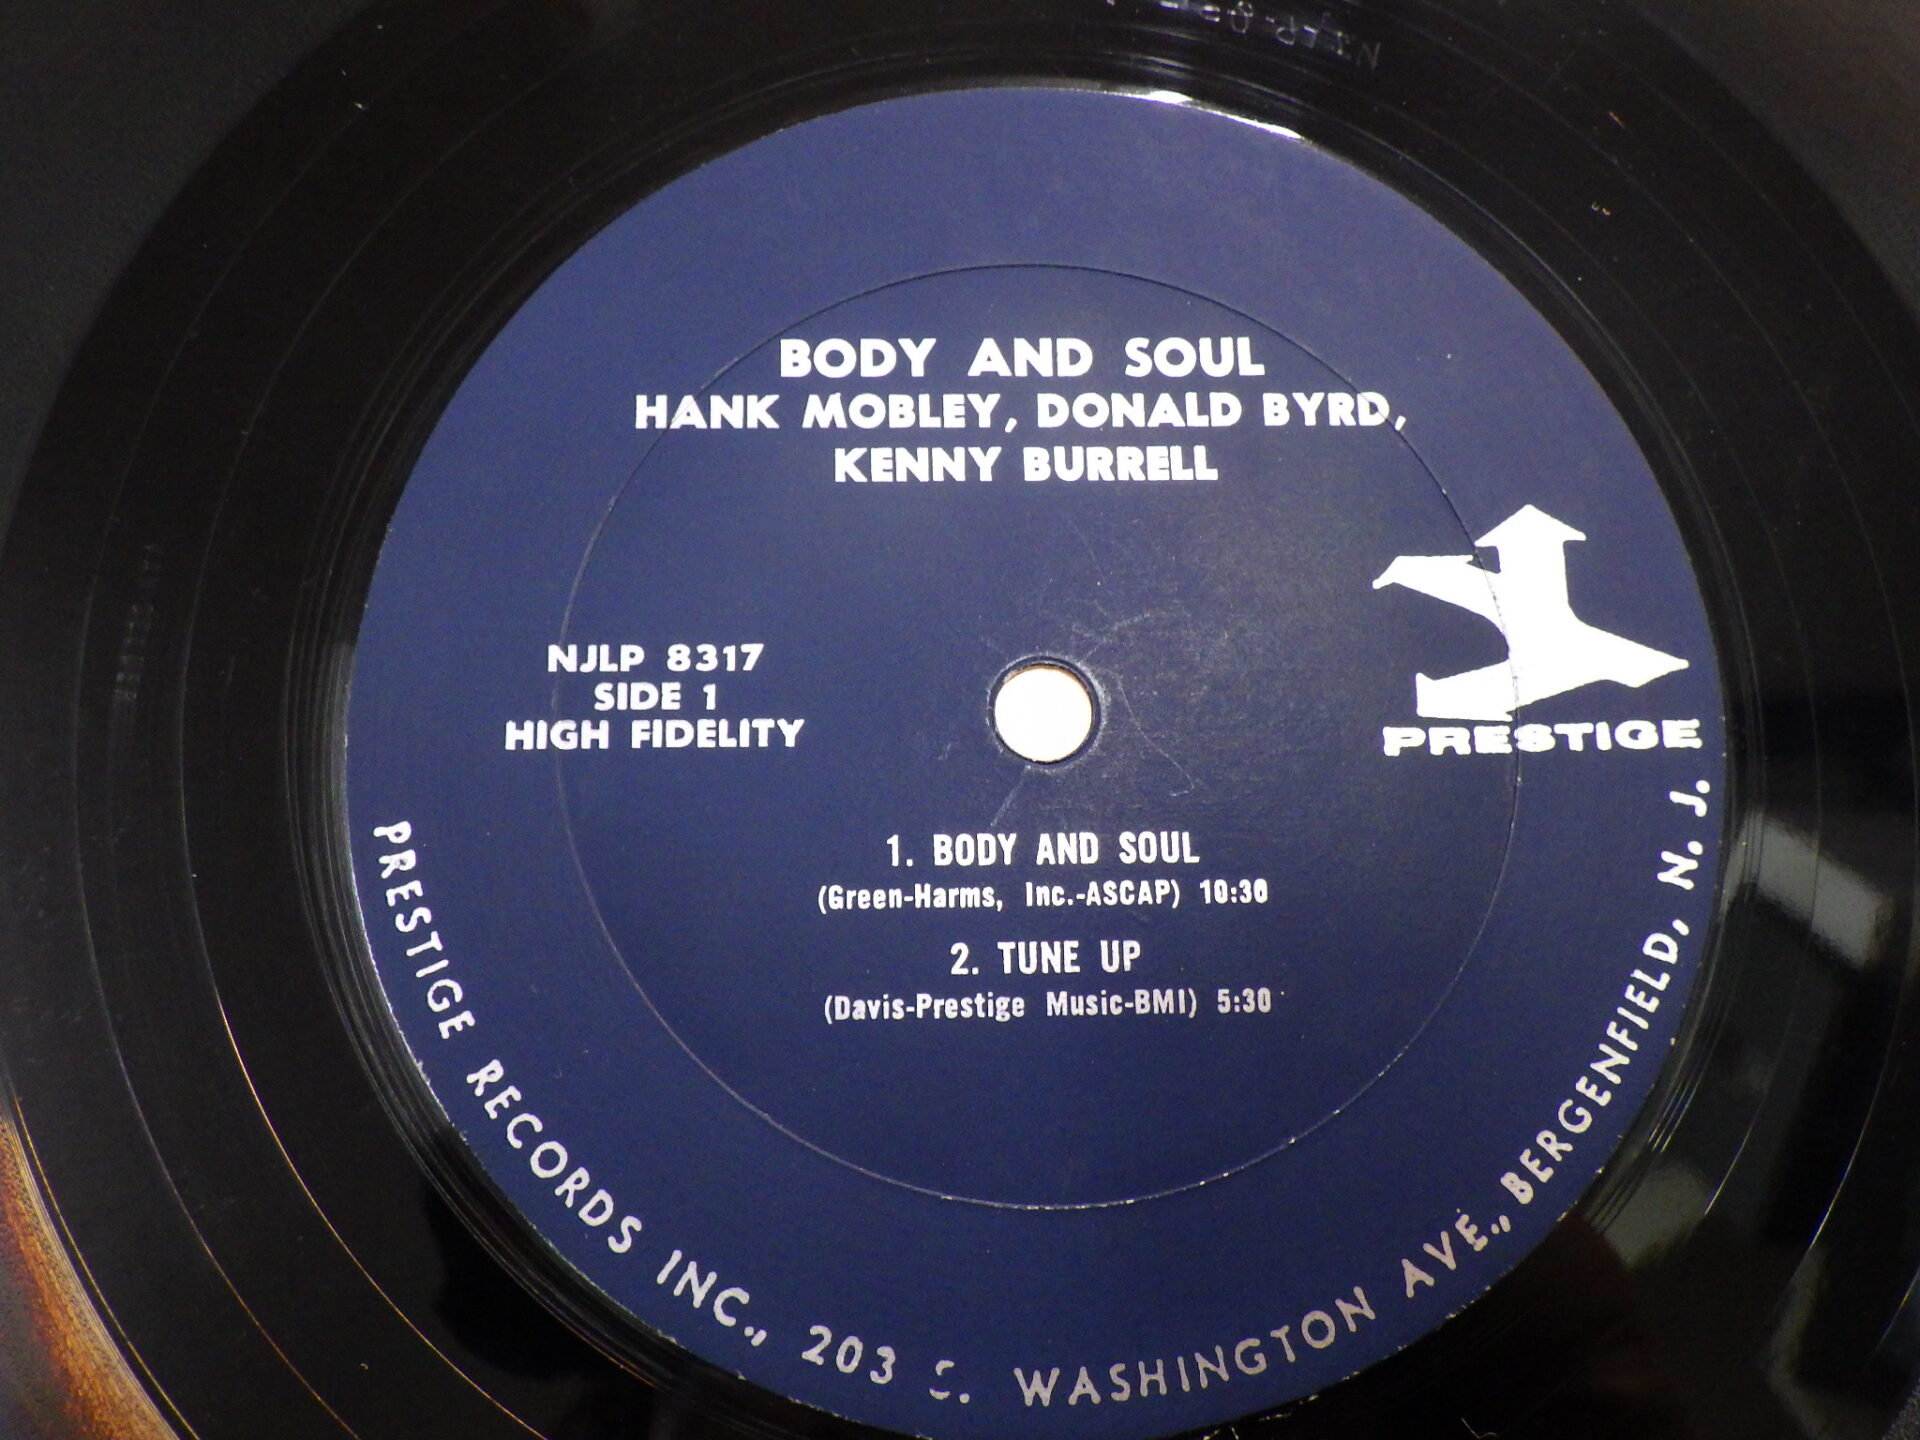 BODY AND SOUL
HANK MOBLEY, DONALD BYRD,
KENNY BURRELL
NJLP 8317
SIDE 1
HIGH FIDELITY
PRESTIGE
1. BODY AND SOUL
(Green-Harms, Inc.-ASCAP) 10:30
2. TUNE UP
(Davis-Prestige Music-BMI) 5:30
PRESTIGE RECORDS INC., 203 S. WASHINGTON AVE., BERGENFIELD, N. J.